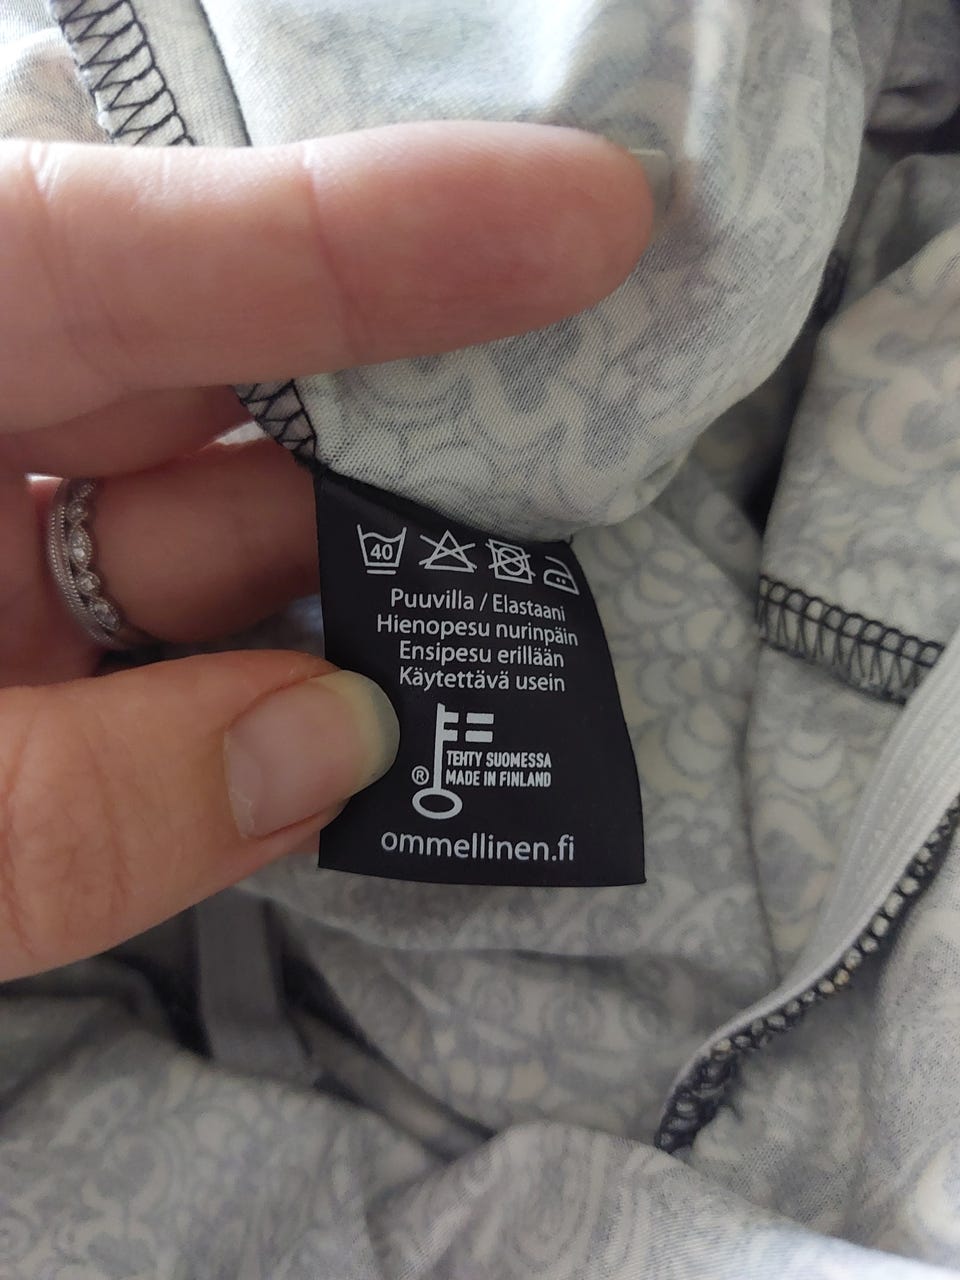 40
Puuvilla / Elastaani
Hienopesu nurinpäin
Ensipesu erillään
Käytettävä usein
TEHTY SUOMESSA
® MADE IN FINLAND
ommellinen.fi